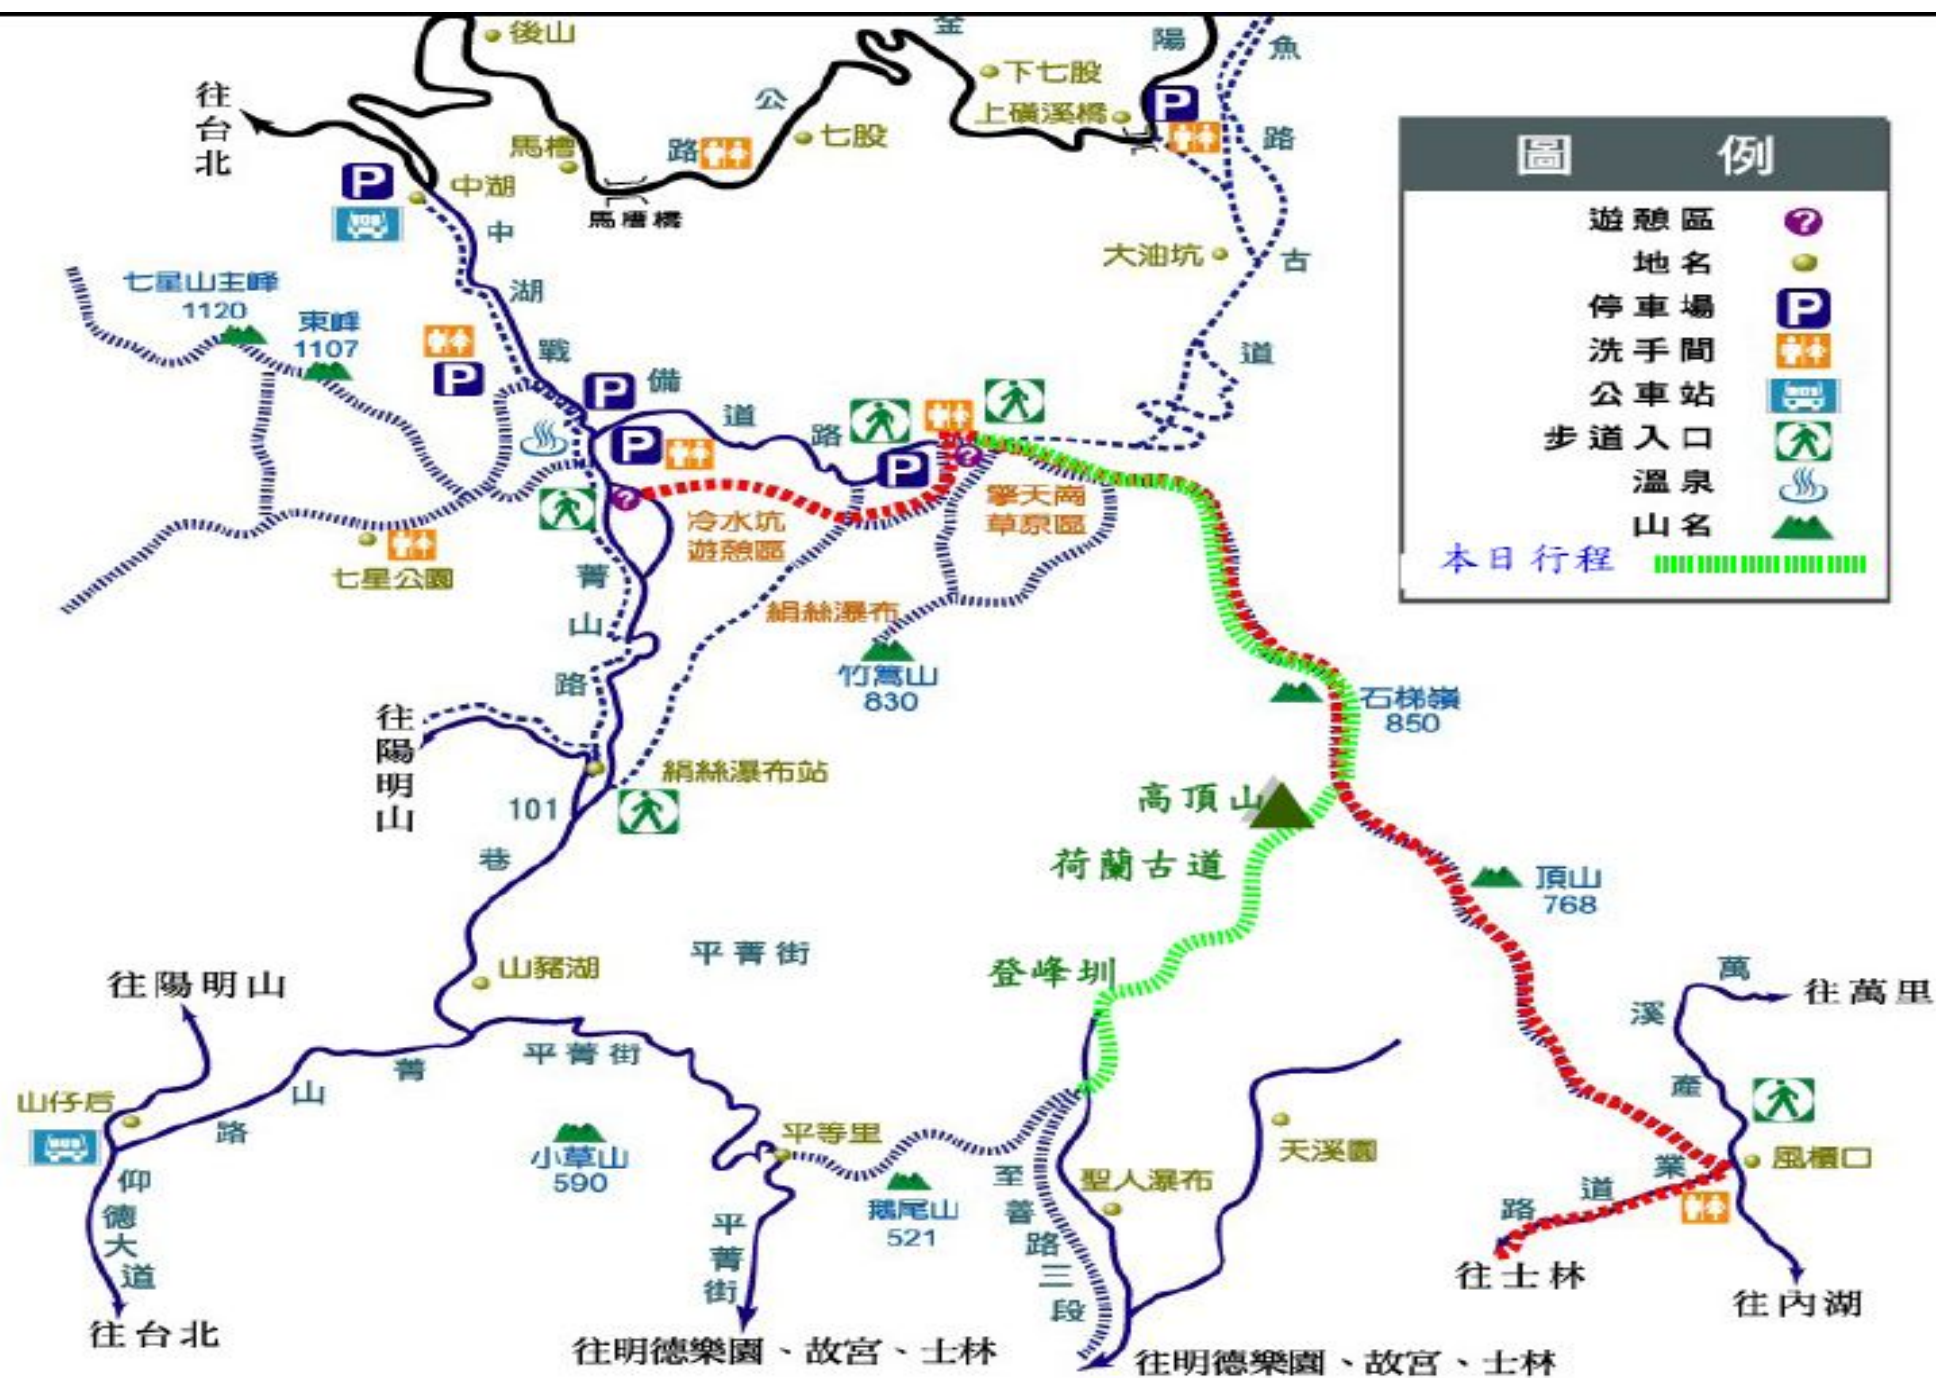 後山
金
陽
魚
往台北
公
下七股
上磺溪橋
P
馬槽
路
七股
路
P
中湖
馬槽橋
中
大油坑
古
七星山主峰
1120
東峰
1107
湖
戰
道
P
P
備
道
路
P
P
冷水坑
遊憩區
擎天崗
草原區
七星公園
菁
山
路
絹絲瀑布
竹篙山
830
石梯嶺
850
往陽明山
絹絲瀑布站
101
巷
高頂山
荷蘭古道
頂山
768
平菁街
山豬湖
登峰圳
往陽明山
萬
溪
產
業
道
路
往萬里
平菁街
菁
山
路
山仔后
小草山
590
平等里
鵝尾山
521
至
善
路
三
段
聖人瀑布
天溪園
風櫃口
仰
德
大
道
平
菁
街
往士林
往內湖
往台北
往明德樂園、故宮、士林
往明德樂園、故宮、士林
圖例
遊憩區 ?
地名
停車場 P
洗手間
公車站 BUS
步道入口
溫泉
山名
本日行程